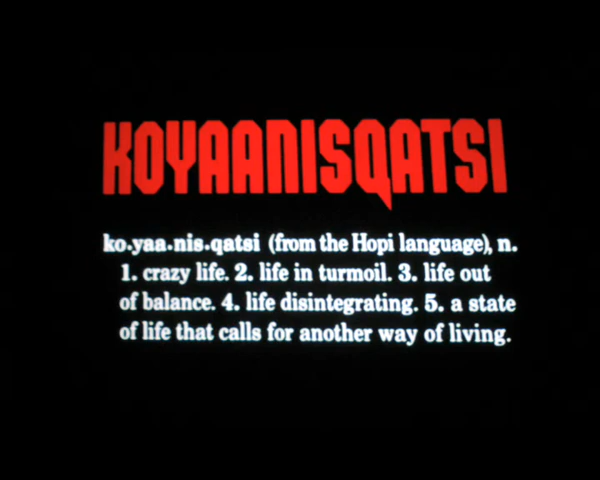 KOYAANISQATSI
ko•yaa•nis•qatsi (from the Hopi language), n.
1. crazy life. 2. life in turmoil. 3. life out
of balance. 4. life disintegrating. 5. a state
of life that calls for another way of living.